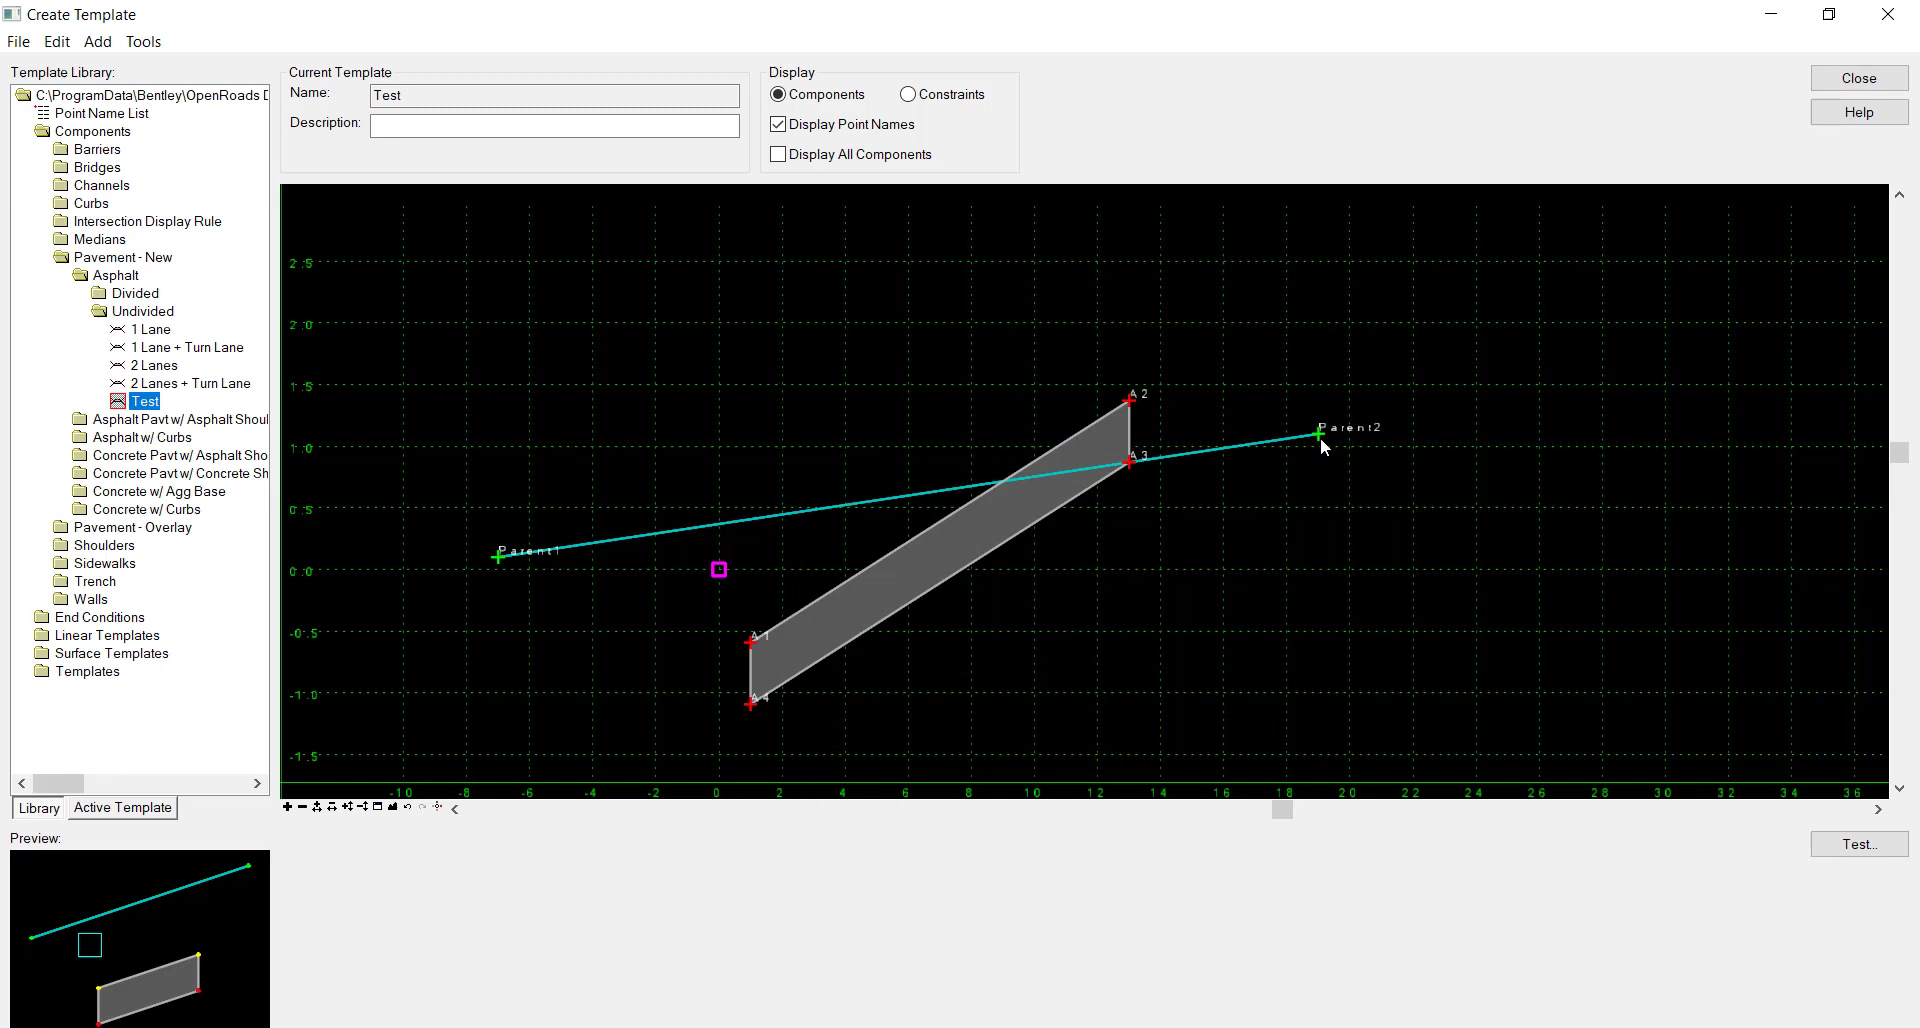 Create Template
File Edit Add Tools
Template Library:
C:\ProgramData\Bentley\OpenRoads D
Point Name List
Components
Barriers
Bridges
Channels
Curbs
Intersection Display Rule
Medians
Pavement - New
Asphalt
Divided
Undivided
1 Lane
1 Lane + Turn Lane
2 Lanes
2 Lanes + Turn Lane
Test
Asphalt Pavt w/ Asphalt Shoul
Asphalt w/ Curbs
Concrete Pavt w/ Asphalt Sho
Concrete Pavt w/ Concrete Sh
Concrete w/ Agg Base
Concrete w/ Curbs
Pavement - Overlay
Shoulders
Sidewalks
Trench
Walls
End Conditions
Linear Templates
Surface Templates
Templates
Library Active Template
Preview:
Current Template
Name: Test
Description:
Display
Components Constraints
Display Point Names
Display All Components
Close
Help
2.5
2.0
1.5
1.0
0.5
0.0
-0.5
-1.0
-1.5
A 2
Parent2
A 3
Parent1
A 1
A 4
-10 -8 -6 -4 -2 0 2 4 6 8 10 12 14 16 18 20 22 24 26 28 30 32 34 36
Test...